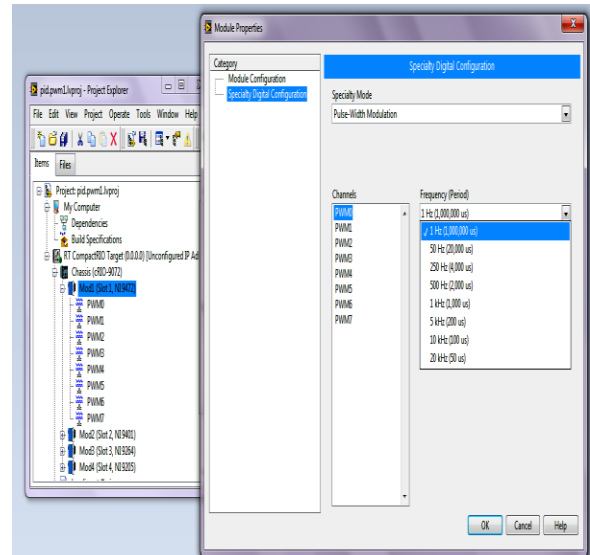 pid.pwm1.lvproj - Project Explorer
File Edit View Project Operate Tools Window Help
Items Files
Project: pid.pwm1.lvproj
My Computer
Dependencies
Build Specifications
RT CompactRIO Target (0.0.0.0) [Unconfigured IP Ad
Chassis (cRIO-9072)
Mod1 (Slot 1, NI 9472)
PWM0
PWM1
PWM2
PWM3
PWM4
PWM5
PWM6
PWM7
Mod2 (Slot 2, NI 9401)
Mod3 (Slot 3, NI 9264)
Mod4 (Slot 4, NI 9205)
Module Properties
Category
Module Configuration
Specialty Digital Configuration
Specialty Digital Configuration
Specialty Mode
Pulse-Width Modulation
Channels
PWM0
PWM1
PWM2
PWM3
PWM4
PWM5
PWM6
PWM7
Frequency (Period)
1 Hz (1,000,000 us)
✓ 1 Hz (1,000,000 us)
50 Hz (20,000 us)
250 Hz (4,000 us)
500 Hz (2,000 us)
1 kHz (1,000 us)
5 kHz (200 us)
10 kHz (100 us)
20 kHz (50 us)
OK Cancel Help